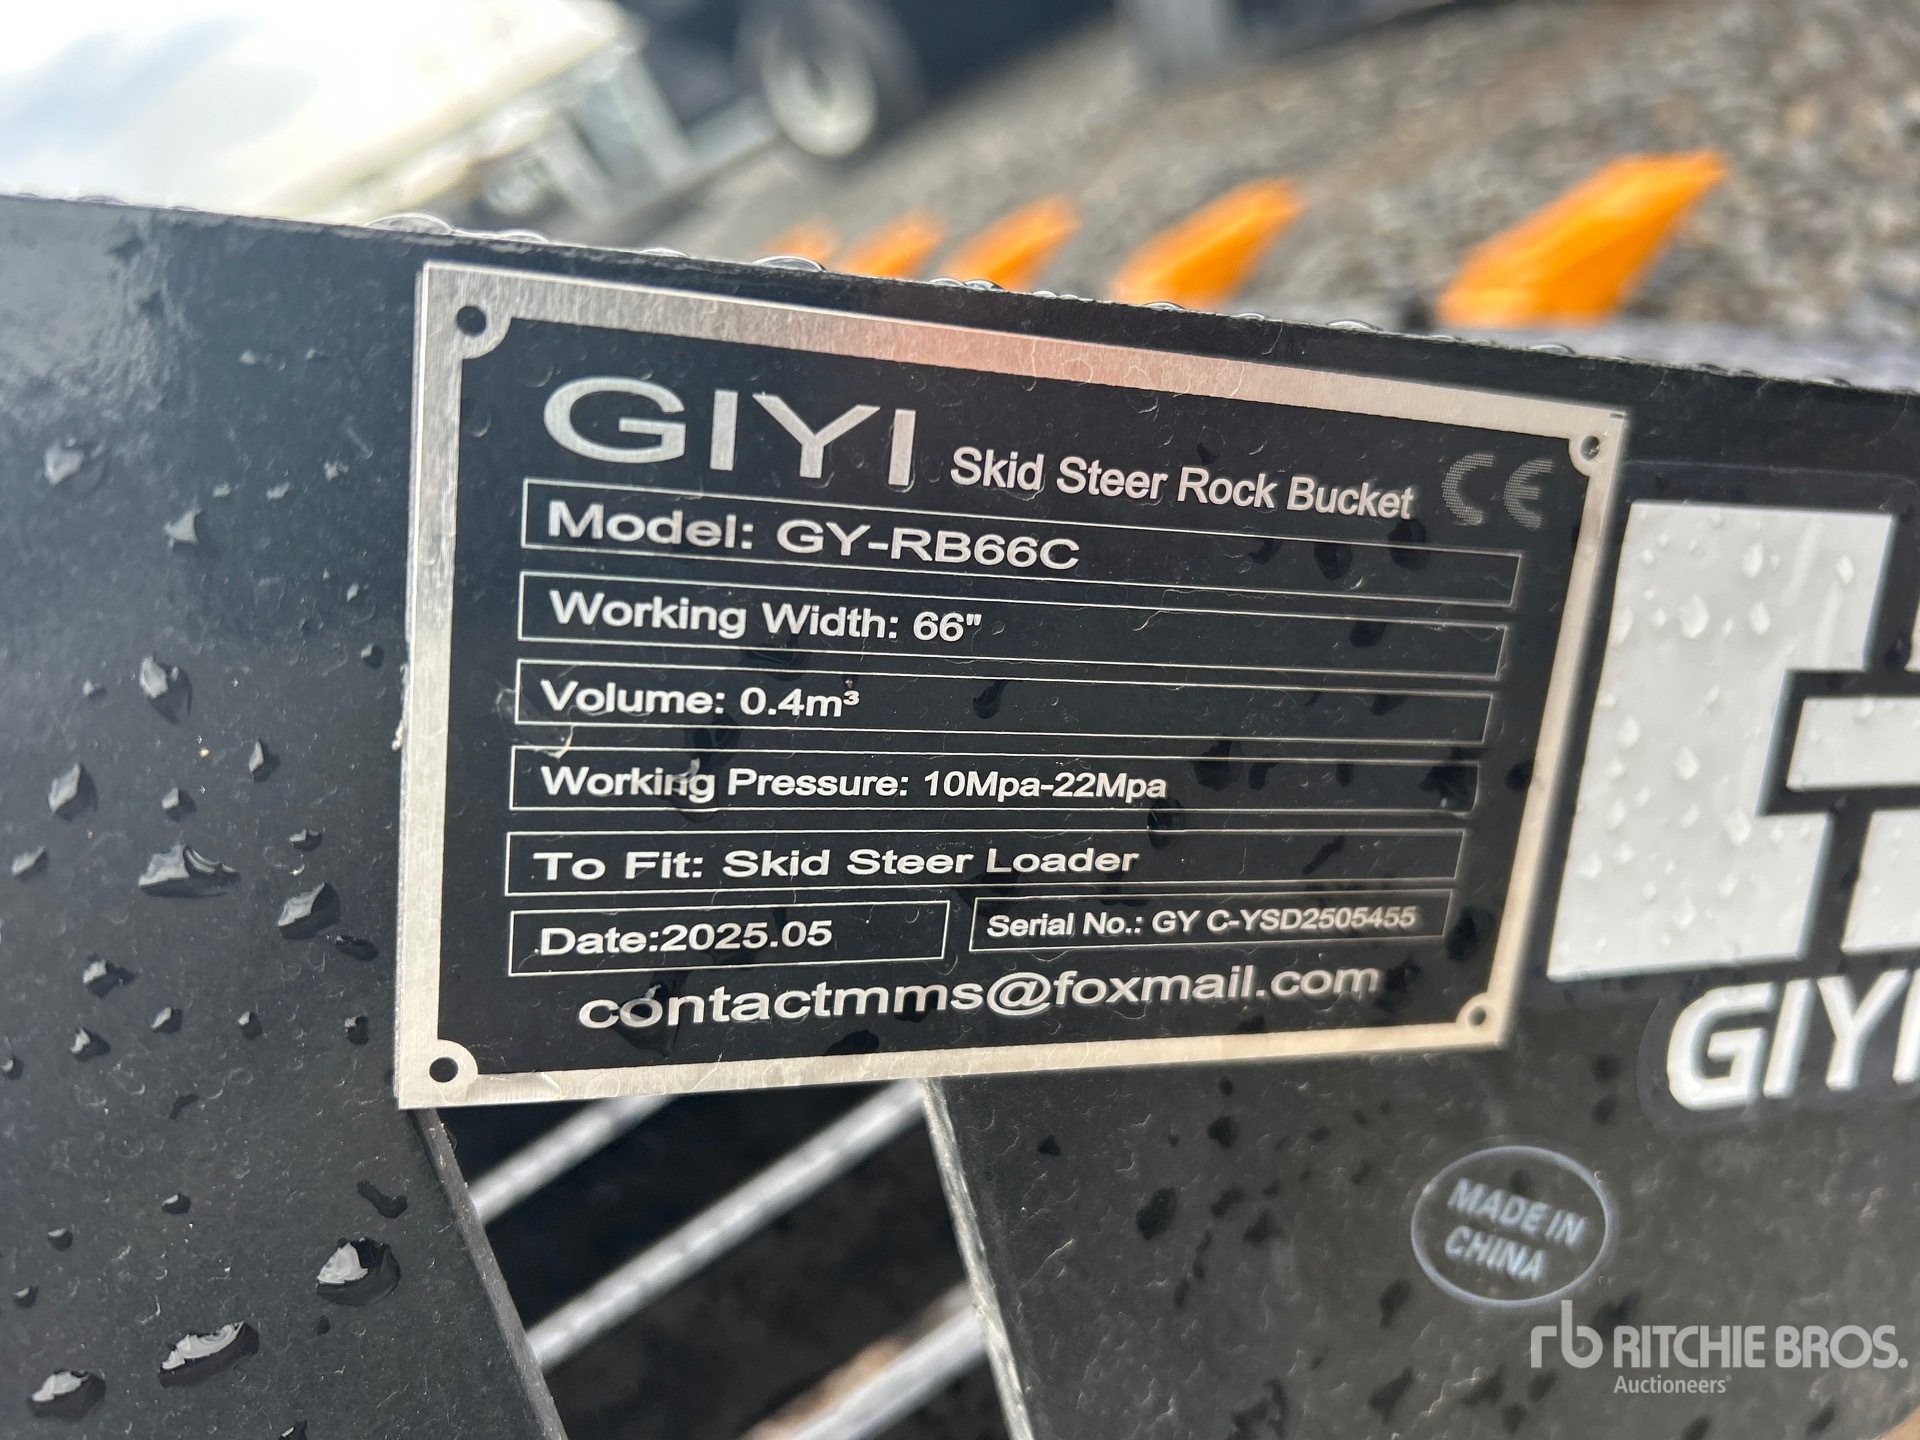 GIYI Skid Steer Rock Bucket CE
Model: GY-RB66C
Working Width: 66"
Volume: 0.4m³
Working Pressure: 10Mpa-22Mpa
To Fit: Skid Steer Loader
Date:2025.05 Serial No.: GY C-YSD2505455
contactmms@foxmail.com
GIYI
MADE IN
CHINA
rb RITCHIE BROS.
Auctioneers